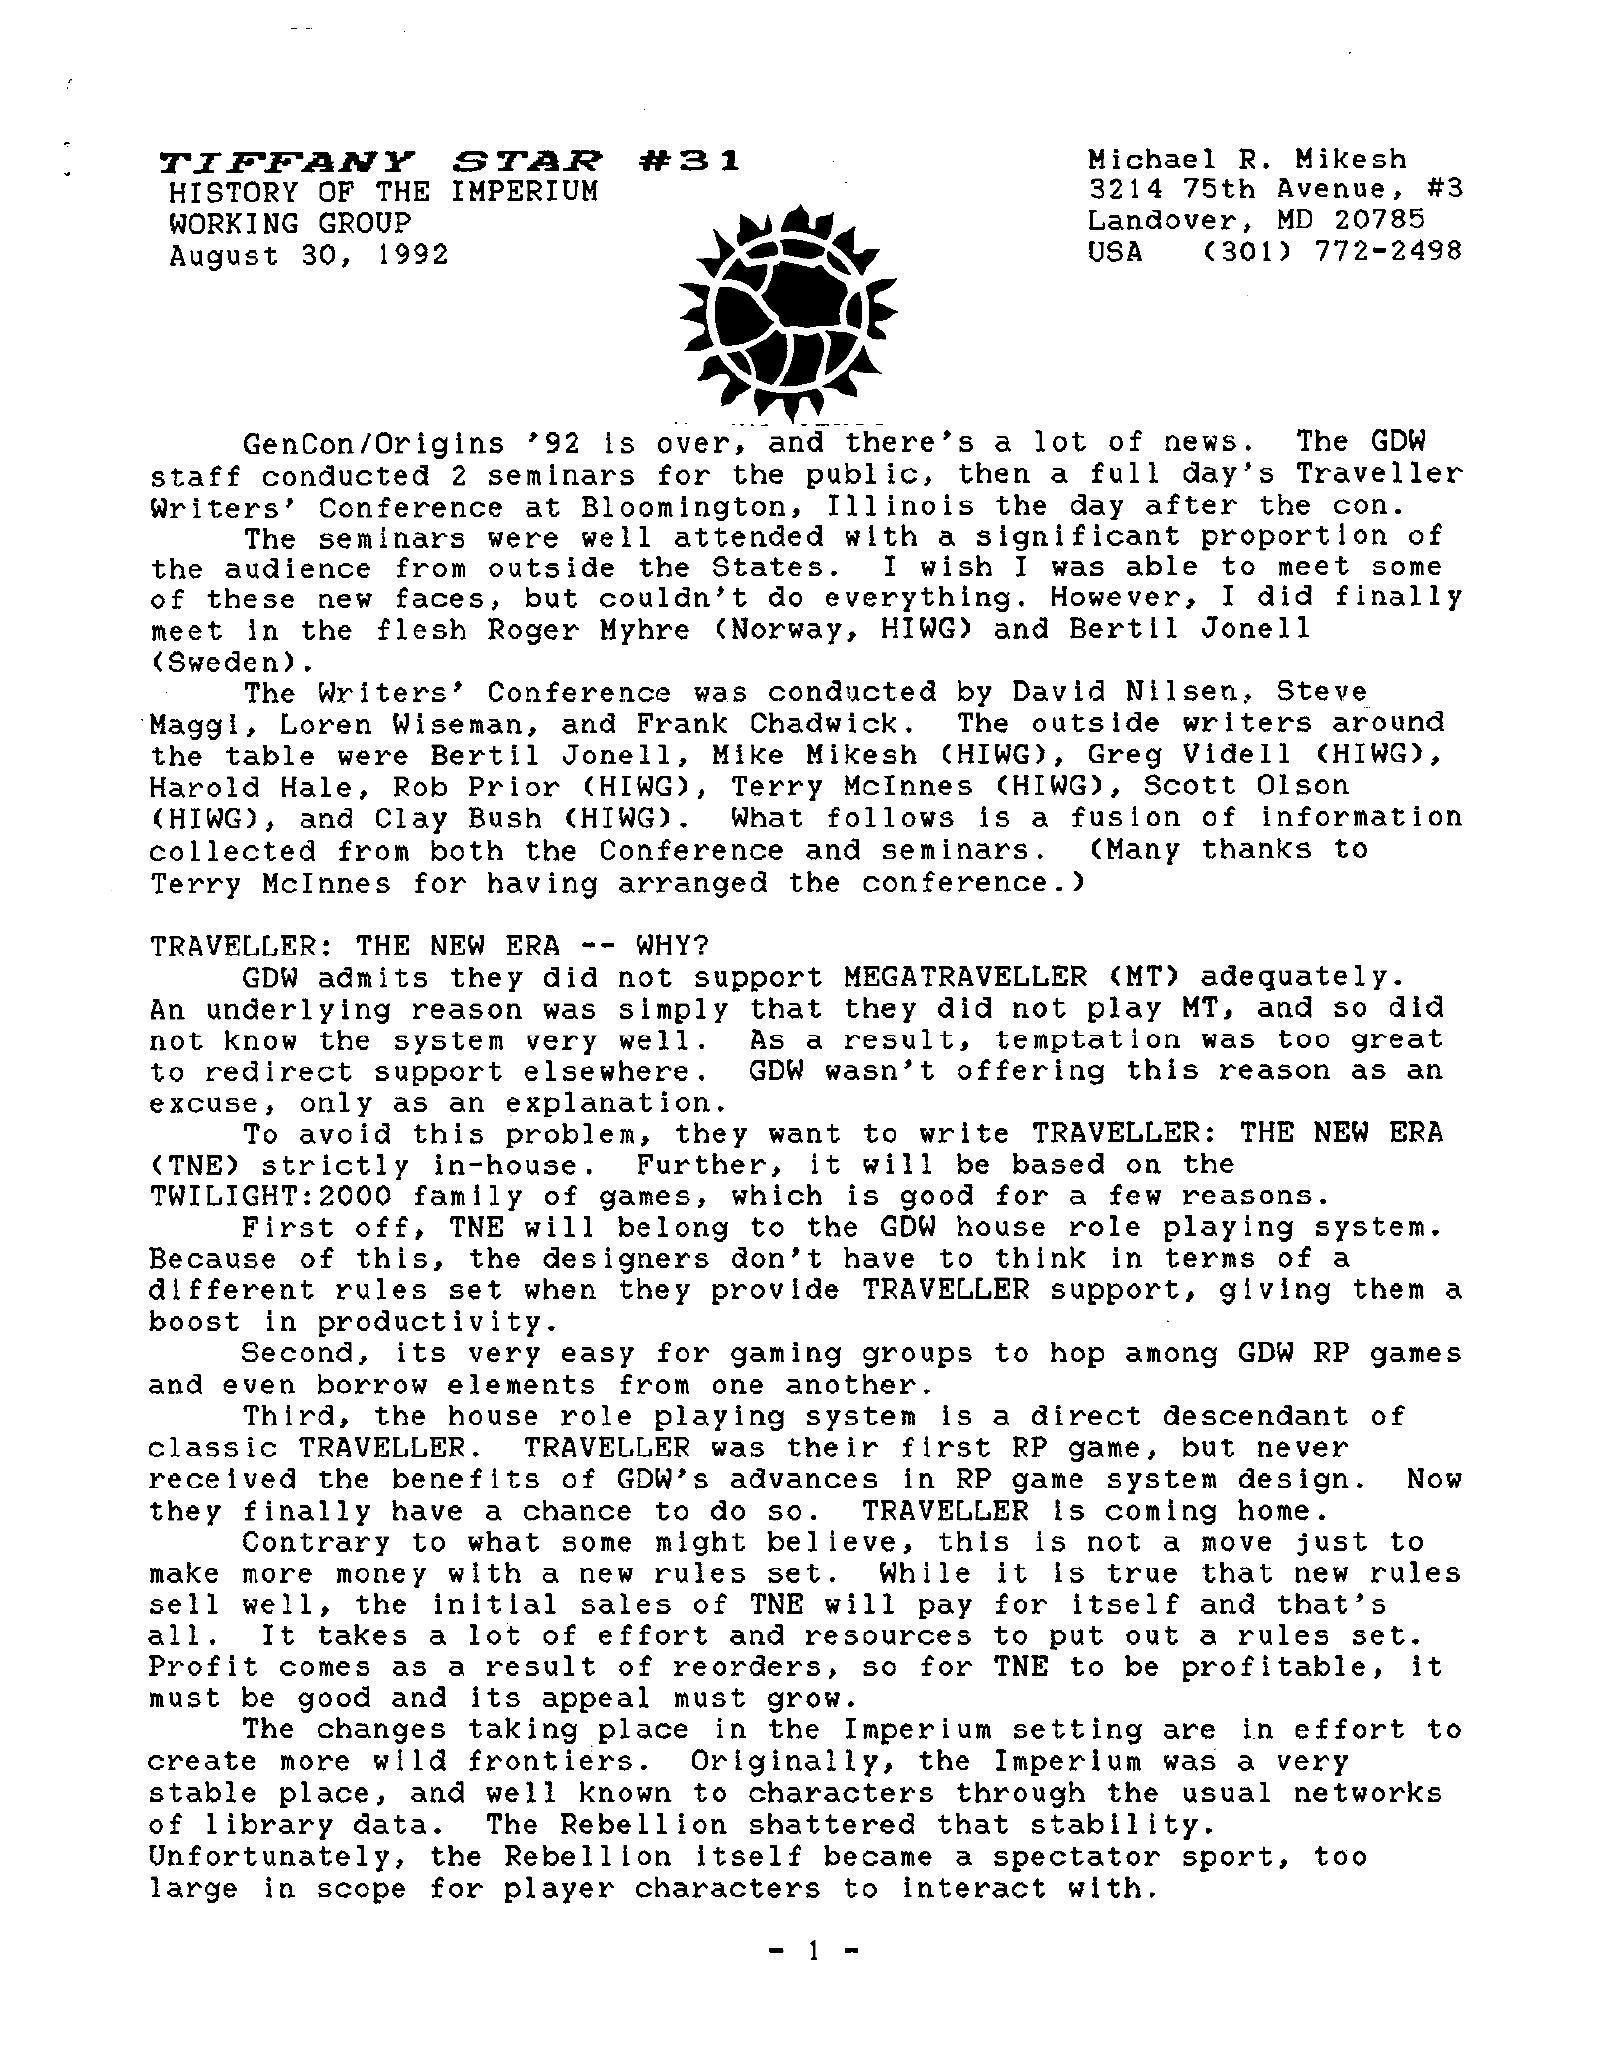 TIFFANY STAR #31
HISTORY OF THE IMPERIUM
WORKING GROUP
August 30, 1992
Michael R. Mikesh
3214 75th Avenue, #3
Landover, MD 20785
USA (301) 772-2498
GenCon/Origins '92 is over, and there's a lot of news. The GDW
staff conducted 2 seminars for the public, then a full day's Traveller
Writers' Conference at Bloomington, Illinois the day after the con.
The seminars were well attended with a significant proportion of
the audience from outside the States. I wish I was able to meet some
of these new faces, but couldn't do everything. However, I did finally
meet in the flesh Roger Myhre (Norway, HIWG) and Bertil Jonell
(Sweden).
The Writers' Conference was conducted by David Nilsen, Steve
Maggi, Loren Wiseman, and Frank Chadwick. The outside writers around
the table were Bertil Jonell, Mike Mikesh (HIWG), Greg Videll (HIWG),
Harold Hale, Rob Prior (HIWG), Terry McInnes (HIWG), Scott Olson
(HIWG), and Clay Bush (HIWG). What follows is a fusion of information
collected from both the Conference and seminars. (Many thanks to
Terry McInnes for having arranged the conference.)
TRAVELLER: THE NEW ERA -- WHY?
GDW admits they did not support MEGATRAVELLER (MT) adequately.
An underlying reason was simply that they did not play MT, and so did
not know the system very well. As a result, temptation was too great
to redirect support elsewhere. GDW wasn't offering this reason as an
excuse, only as an explanation.
To avoid this problem, they want to write TRAVELLER: THE NEW ERA
(TNE) strictly in-house. Further, it will be based on the
TWILIGHT:2000 family of games, which is good for a few reasons.
First off, TNE will belong to the GDW house role playing system.
Because of this, the designers don't have to think in terms of a
different rules set when they provide TRAVELLER support, giving them a
boost in productivity.
Second, its very easy for gaming groups to hop among GDW RP games
and even borrow elements from one another.
Third, the house role playing system is a direct descendant of
classic TRAVELLER. TRAVELLER was their first RP game, but never
received the benefits of GDW's advances in RP game system design. Now
they finally have a chance to do so. TRAVELLER is coming home.
Contrary to what some might believe, this is not a move just to
make more money with a new rules set. While it is true that new rules
sell well, the initial sales of TNE will pay for itself and that's
all. It takes a lot of effort and resources to put out a rules set.
Profit comes as a result of reorders, so for TNE to be profitable, it
must be good and its appeal must grow.
The changes taking place in the Imperium setting are in effort to
create more wild frontiers. Originally, the Imperium was a very
stable place, and well known to characters through the usual networks
of library data. The Rebellion shattered that stability.
Unfortunately, the Rebellion itself became a spectator sport, too
large in scope for player characters to interact with.
- 1 -